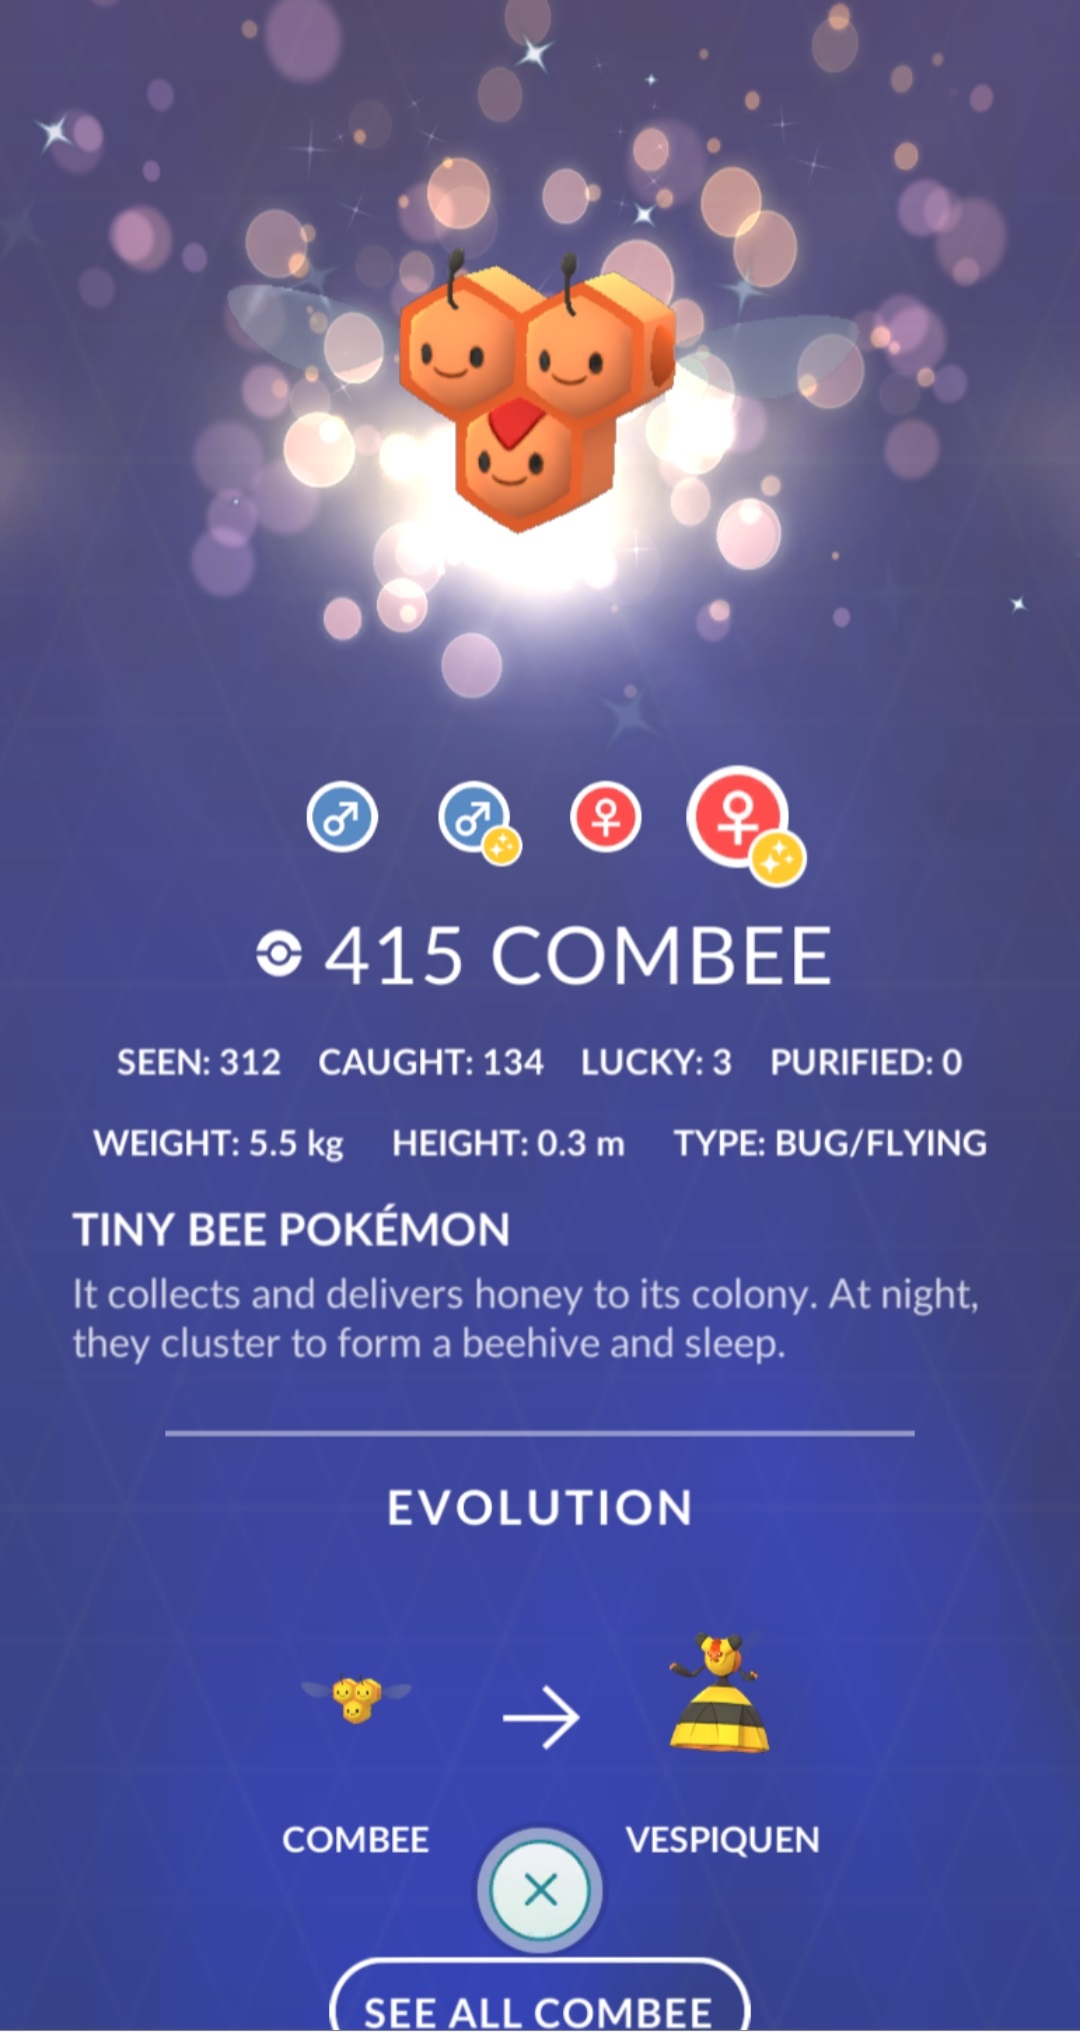 415 COMBEE
SEEN: 312 CAUGHT: 134 LUCKY: 3 PURIFIED: 0
WEIGHT: 5.5 kg HEIGHT: 0.3 m TYPE: BUG/FLYING
TINY BEE POKÉMON
It collects and delivers honey to its colony. At night,
they cluster to form a beehive and sleep.
EVOLUTION
COMBEE VESPIQUEN
SEE ALL COMBEE